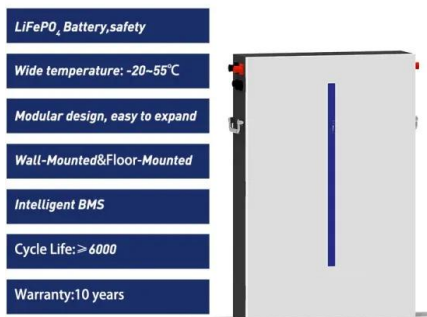 LiFePO₄ Battery,safety
Wide temperature: -20~55℃
Modular design, easy to expand
Wall-Mounted&Floor-Mounted
Intelligent BMS
Cycle Life:≥6000
Warranty:10 years